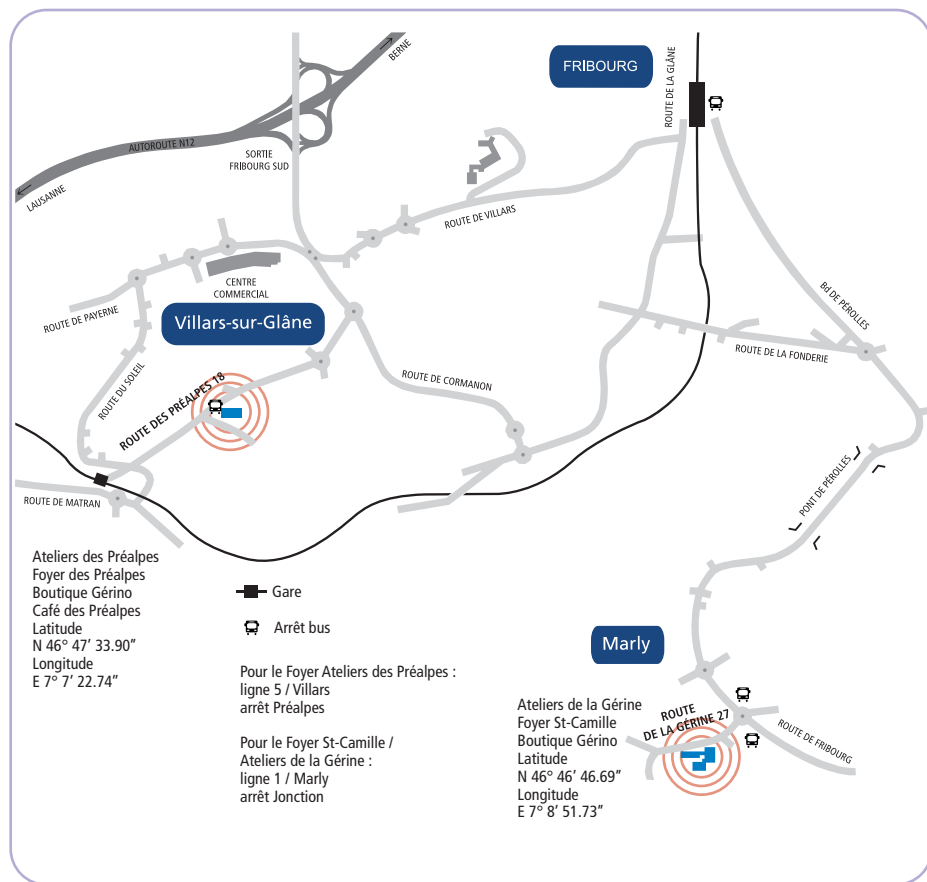 BERNE
FRIBOURG
ROUTE DE LA GLÂNE
AUTOROUTE N12
SORTIE
FRIBOURG SUD
LAUSANNE
ROUTE DE VILLARS
CENTRE
COMMERCIAL
ROUTE DE PAYERNE
Villars-sur-Glâne
Bd DE PÉROLLES
ROUTE DE LA FONDERIE
ROUTE DU SOLEIL
ROUTE DES PRÉALPES 18
ROUTE DE CORMANON
PONT DE PÉROLLES
ROUTE DE MATRAN
Ateliers des Préalpes
Foyer des Préalpes
Boutique Gérino
Café des Préalpes
Latitude
N 46° 47’ 33.90”
Longitude
E 7° 7’ 22.74”
Gare
Arrêt bus
Pour le Foyer Ateliers des Préalpes :
ligne 5 / Villars
arrêt Préalpes
Pour le Foyer St-Camille /
Ateliers de la Gérine :
ligne 1 / Marly
arrêt Jonction
Marly
ROUTE
DE LA GÉRINE 27
ROUTE DE FRIBOURG
Ateliers de la Gérine
Foyer St-Camille
Boutique Gérino
Latitude
N 46° 46’ 46.69”
Longitude
E 7° 8’ 51.73”